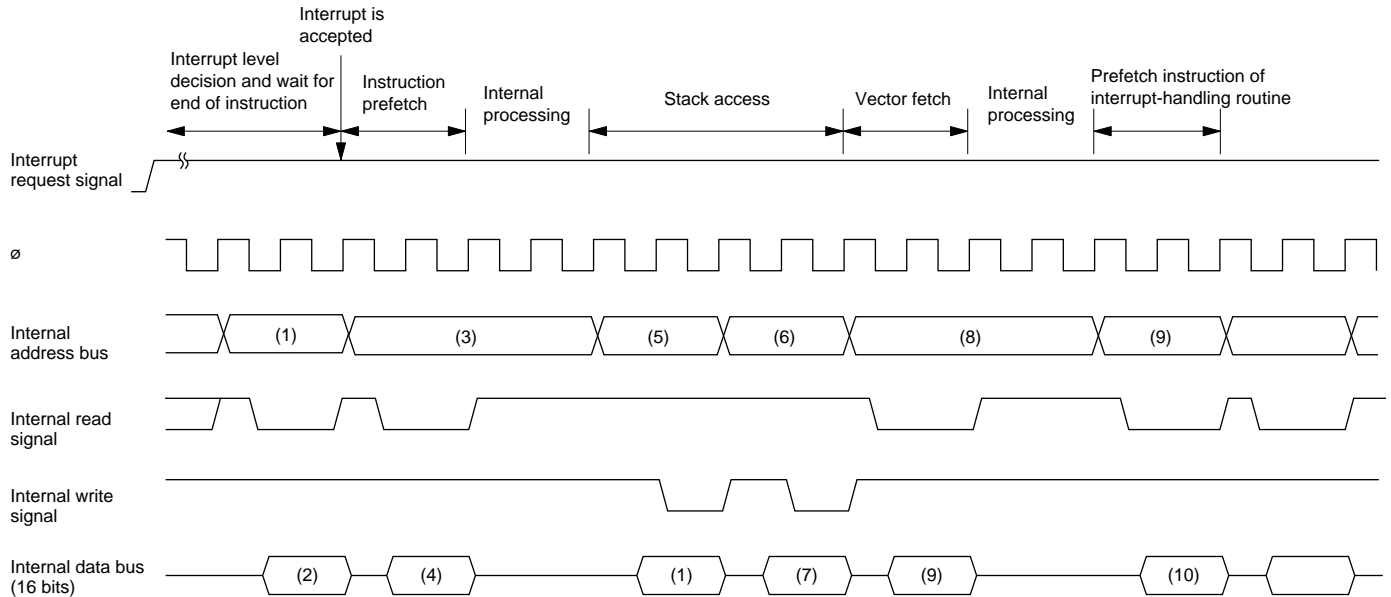 Interrupt is
accepted
Interrupt level
decision and wait for
end of instruction
Instruction
prefetch
Internal
processing
Stack access
Vector fetch
Internal
processing
Prefetch instruction of
interrupt-handling routine
Interrupt
request signal
ø
Internal
address bus
(1)
(3)
(5)
(6)
(8)
(9)
Internal read
signal
Internal write
signal
Internal data bus
(16 bits)
(2)
(4)
(1)
(7)
(9)
(10)